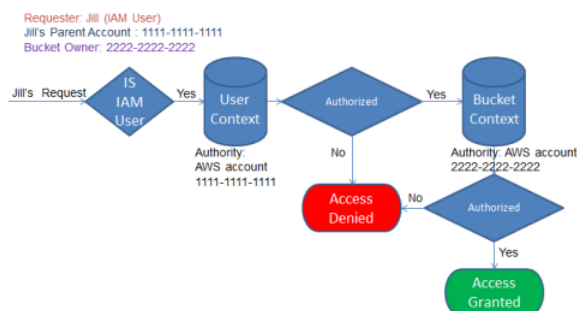 Requester: Jill (IAM User)
Jill's Parent Account : 1111-1111-1111
Bucket Owner: 2222-2222-2222
Jill's Request
IS
IAM
User
Yes
User
Context
Authorized
Yes
Bucket
Context
Authority:
AWS account
1111-1111-1111
No
Authority: AWS account
2222-2222-2222
Access
Denied
No
Authorized
Yes
Access
Granted